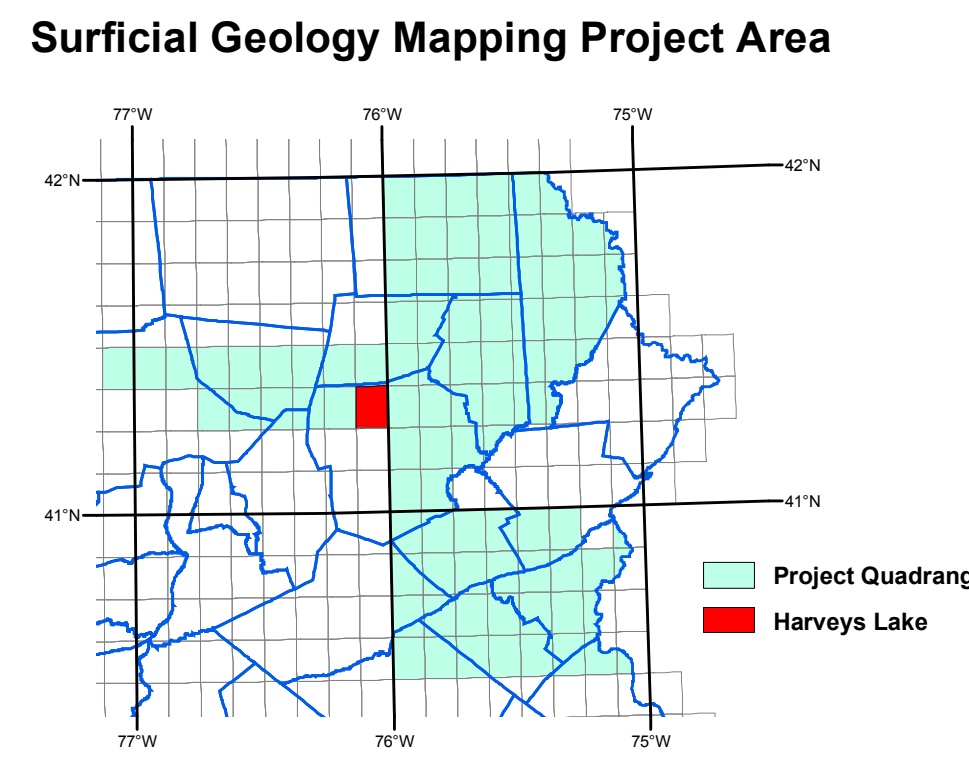 Surficial Geology Mapping Project Area
77°W 76°W 75°W
42°N 42°N
41°N 41°N
Project Quadrang
Harveys Lake
77°W 76°W 75°W